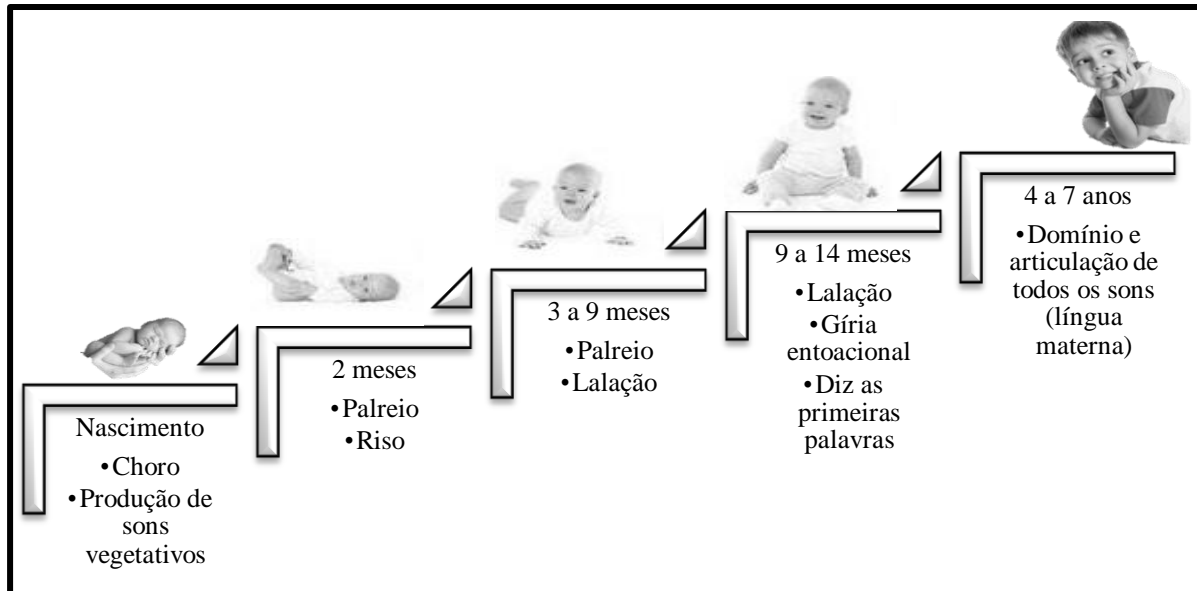 Nascimento
•Choro
•Produção de
sons
vegetativos
2 meses
•Palreio
•Riso
3 a 9 meses
•Palreio
•Lalação
9 a 14 meses
•Lalação
•Gíria
entoacional
•Diz as
primeiras
palavras
4 a 7 anos
•Domínio e
articulação de
todos os sons
(língua
materna)